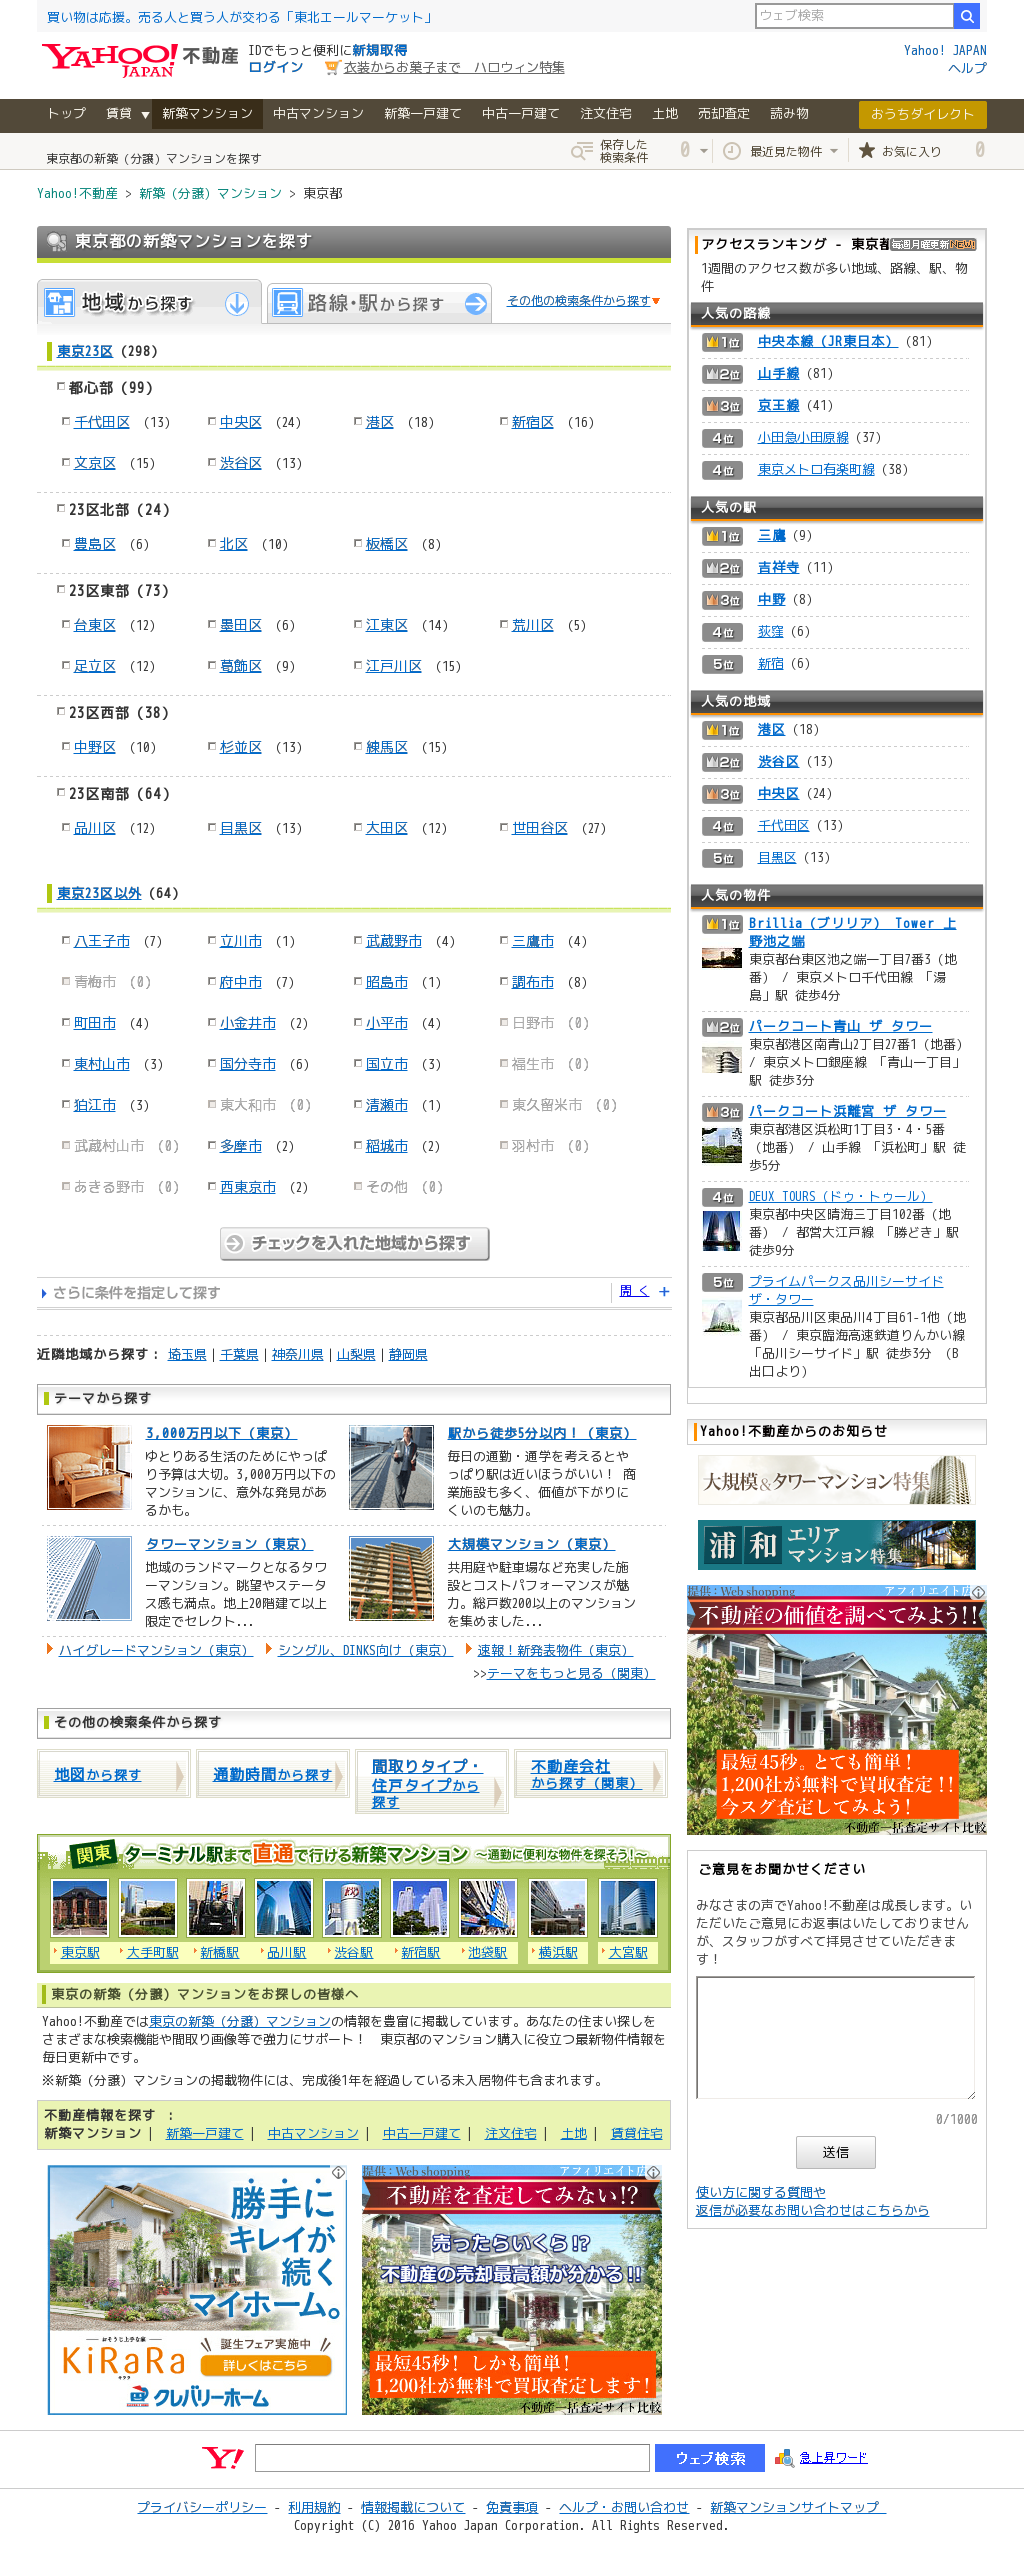 買い物は応援。売る人と買う人が交わる「東北エールマーケット」
ウェブ検索
YAHOO! JAPAN 不動産
IDでもっと便利に新規取得
ログイン 衣装からお菓子まで ハロウィン特集
Yahoo! JAPAN
ヘルプ
トップ 賃貸 ▼ 新築マンション 中古マンション 新築一戸建て 中古一戸建て 注文住宅 土地 売却査定 読み物 おうちダイレクト
東京都の新築（分譲）マンションを探す
保存した
検索条件 0
最近見た物件
お気に入り 0
Yahoo!不動産 > 新築（分譲）マンション > 東京都
東京都の新築マンションを探す
地域から探す
路線・駅から探す
その他の検索条件から探す
東京23区（298）
都心部（99）
千代田区 （13） 中央区 （24） 港区 （18） 新宿区 （16）
文京区 （15） 渋谷区 （13）
23区北部（24）
豊島区 （6） 北区 （10） 板橋区 （8）
23区東部（73）
台東区 （12） 墨田区 （6） 江東区 （14） 荒川区 （5）
足立区 （12） 葛飾区 （9） 江戸川区 （15）
23区西部（38）
中野区 （10） 杉並区 （13） 練馬区 （15）
23区南部（64）
品川区 （12） 目黒区 （13） 大田区 （12） 世田谷区 （27）
東京23区以外（64）
八王子市 （7） 立川市 （1） 武蔵野市 （4） 三鷹市 （4）
青梅市 （0） 府中市 （7） 昭島市 （1） 調布市 （8）
町田市 （4） 小金井市 （2） 小平市 （4） 日野市 （0）
東村山市 （3） 国分寺市 （6） 国立市 （3） 福生市 （0）
狛江市 （3） 東大和市 （0） 清瀬市 （1） 東久留米市 （0）
武蔵村山市 （0） 多摩市 （2） 稲城市 （2） 羽村市 （0）
あきる野市 （0） 西東京市 （2） その他 （0）
チェックを入れた地域から探す
さらに条件を指定して探す
開く ＋
近隣地域から探す： 埼玉県｜千葉県｜神奈川県｜山梨県｜静岡県
テーマから探す
3,000万円以下（東京）
ゆとりある生活のためにやっぱ
り予算は大切。3,000万円以下の
マンションに、意外な発見があ
るかも。
駅から徒歩5分以内！（東京）
毎日の通勤・通学を考えるとや
っぱり駅は近いほうがいい！ 商
業施設も多く、価値が下がりに
くいのも魅力。
タワーマンション（東京）
地域のランドマークとなるタワ
ーマンション。眺望やステータ
ス感も満点。地上20階建て以上
限定でセレクト...
大規模マンション（東京）
共用庭や駐車場など充実した施
設とコストパフォーマンスが魅
力。総戸数200以上のマンション
を集めました...
ハイグレードマンション（東京） シングル、DINKS向け（東京） 速報！新発表物件（東京）
>>テーマをもっと見る（関東）
その他の検索条件から探す
地図から探す
通勤時間から探す
間取りタイプ・
住戸タイプから
探す
不動産会社
から探す（関東）
関東 ターミナル駅まで直通で行ける新築マンション ～通勤に便利な物件を探そう!～
東京駅 大手町駅 新橋駅 品川駅 渋谷駅 新宿駅 池袋駅 横浜駅 大宮駅
東京の新築（分譲）マンションをお探しの皆様へ
Yahoo!不動産では東京の新築（分譲）マンションの情報を豊富に掲載しています。あなたの住まい探しを
さまざまな検索機能や間取り画像等で強力にサポート！ 東京都のマンション購入に役立つ最新物件情報を
毎日更新中です。
※新築（分譲）マンションの掲載物件には、完成後1年を経過している未入居物件も含まれます。
不動産情報を探す ：
新築マンション｜ 新築一戸建て｜ 中古マンション｜ 中古一戸建て｜ 注文住宅｜ 土地｜ 賃貸住宅
勝手に
キレイが
続く
マイホーム。
おそうじ上手な家
KiRaRa
キララ
誕生フェア実施中
詳しくはこちら
クレバリーホーム
提供：Web shopping アフィリエイト広
不動産を査定してみない!?
売ったらいくら!?
不動産の売却最高額が分かる!!
最短45秒！しかも簡単！
1,200社が無料で買取査定します！
不動産一括査定サイト比較
アクセスランキング - 東京都
毎週月曜更新NEW!
1週間のアクセス数が多い地域、路線、駅、物
件
人気の路線
1位 中央本線（JR東日本）（81）
2位 山手線（81）
3位 京王線（41）
4位 小田急小田原線（37）
4位 東京メトロ有楽町線（38）
人気の駅
1位 三鷹（9）
2位 吉祥寺（11）
3位 中野（8）
4位 荻窪（6）
5位 新宿（6）
人気の地域
1位 港区（18）
2位 渋谷区（13）
3位 中央区（24）
4位 千代田区（13）
5位 目黒区（13）
人気の物件
1位 Brillia（ブリリア） Tower 上
野池之端
東京都台東区池之端一丁目7番3（地
番） / 東京メトロ千代田線 「湯
島」駅 徒歩4分
2位 パークコート青山 ザ タワー
東京都港区南青山2丁目27番1（地番）
/ 東京メトロ銀座線 「青山一丁目」
駅 徒歩3分
3位 パークコート浜離宮 ザ タワー
東京都港区浜松町1丁目3・4・5番
（地番） / 山手線 「浜松町」駅 徒
歩5分
4位 DEUX TOURS（ドゥ・トゥール）
東京都中央区晴海三丁目102番（地
番） / 都営大江戸線 「勝どき」駅
徒歩9分
5位 プライムパークス品川シーサイド
ザ・タワー
東京都品川区東品川4丁目61-1他（地
番） / 東京臨海高速鉄道りんかい線
「品川シーサイド」駅 徒歩3分 （B
出口より）
Yahoo!不動産からのお知らせ
大規模&タワーマンション特集
浦和エリア
マンション特集
提供：Web shopping アフィリエイト広
不動産の価値を調べてみよう!!
最短45秒。とても簡単！
1,200社が無料で買取査定！!
今スグ査定してみよう！
不動産一括査定サイト比較
ご意見をお聞かせください
みなさまの声でYahoo!不動産は成長します。い
ただいたご意見にお返事はいたしておりません
が、スタッフがすべて拝見させていただきま
す！
0/1000
送信
使い方に関する質問や
返信が必要なお問い合わせはこちらから
Y! ウェブ検索 急上昇ワード
プライバシーポリシー - 利用規約 - 情報掲載について - 免責事項 - ヘルプ・お問い合わせ - 新築マンションサイトマップ
Copyright (C) 2016 Yahoo Japan Corporation. All Rights Reserved.